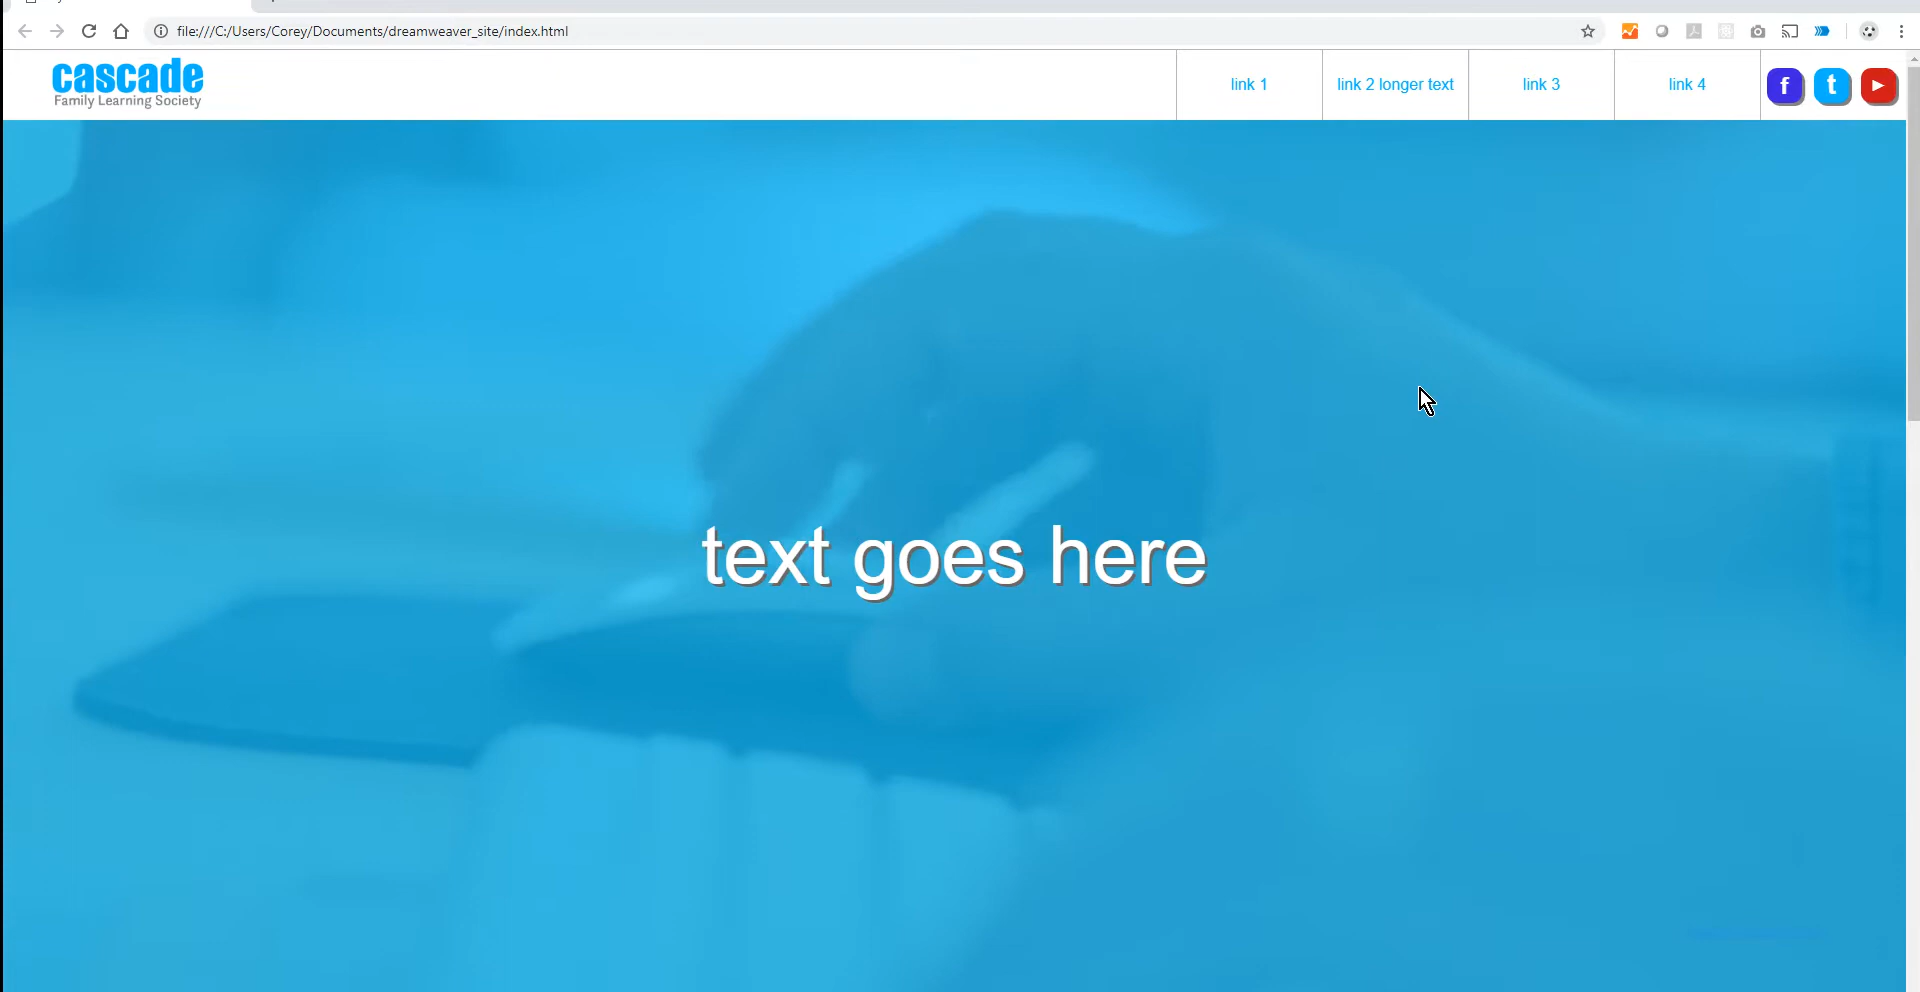 file:///C:/Users/Corey/Documents/dreamweaver_site/index.html
cascade
Family Learning Society
link 1
link 2 longer text
link 3
link 4
f
t
text goes here